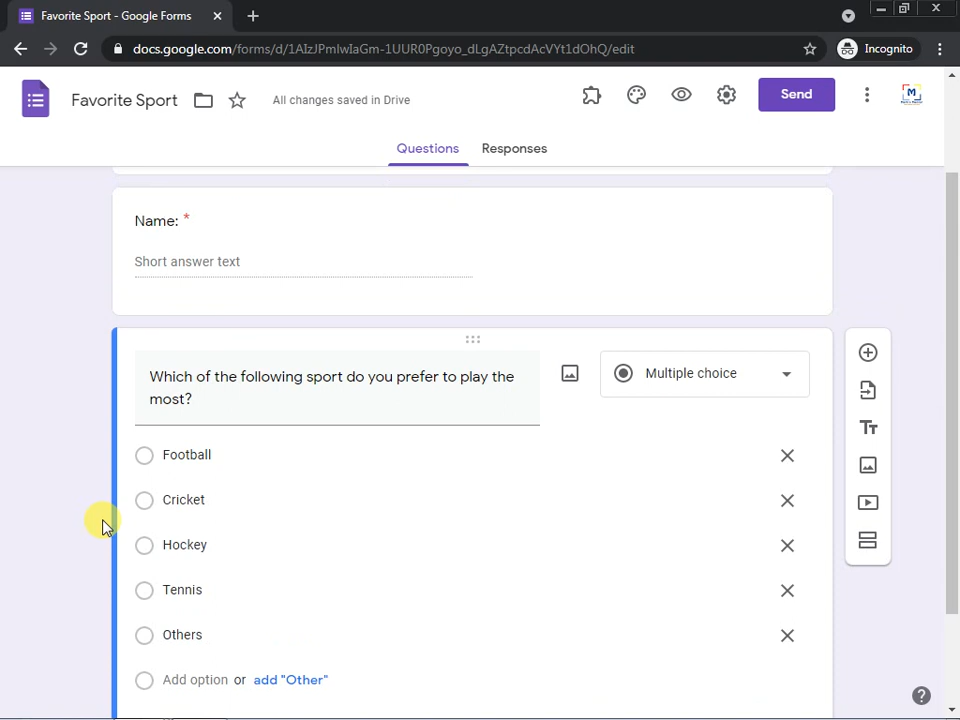 Favorite Sport - Google Forms
docs.google.com/forms/d/1AIzJPmlwIaGm-1UUR0Pgoyo_dLgAZtpcdAcVYt1dOhQ/edit
Incognito
Favorite Sport
All changes saved in Drive
Send
M
Questions
Responses
Name: *
Short answer text
Which of the following sport do you prefer to play the
most?
Multiple choice
Football
Cricket
Hockey
Tennis
Others
Add option or add "Other"
Tt